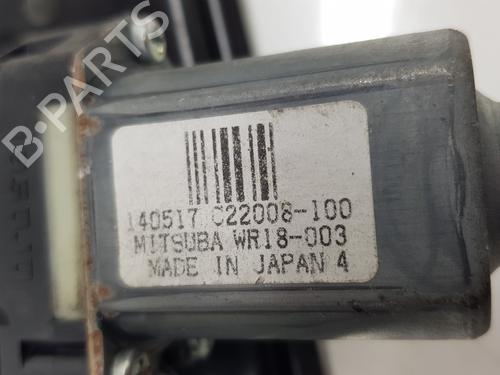 B-PARTS
140517 C22008-100
MITSUBA WR18-003
MADE IN JAPAN 4